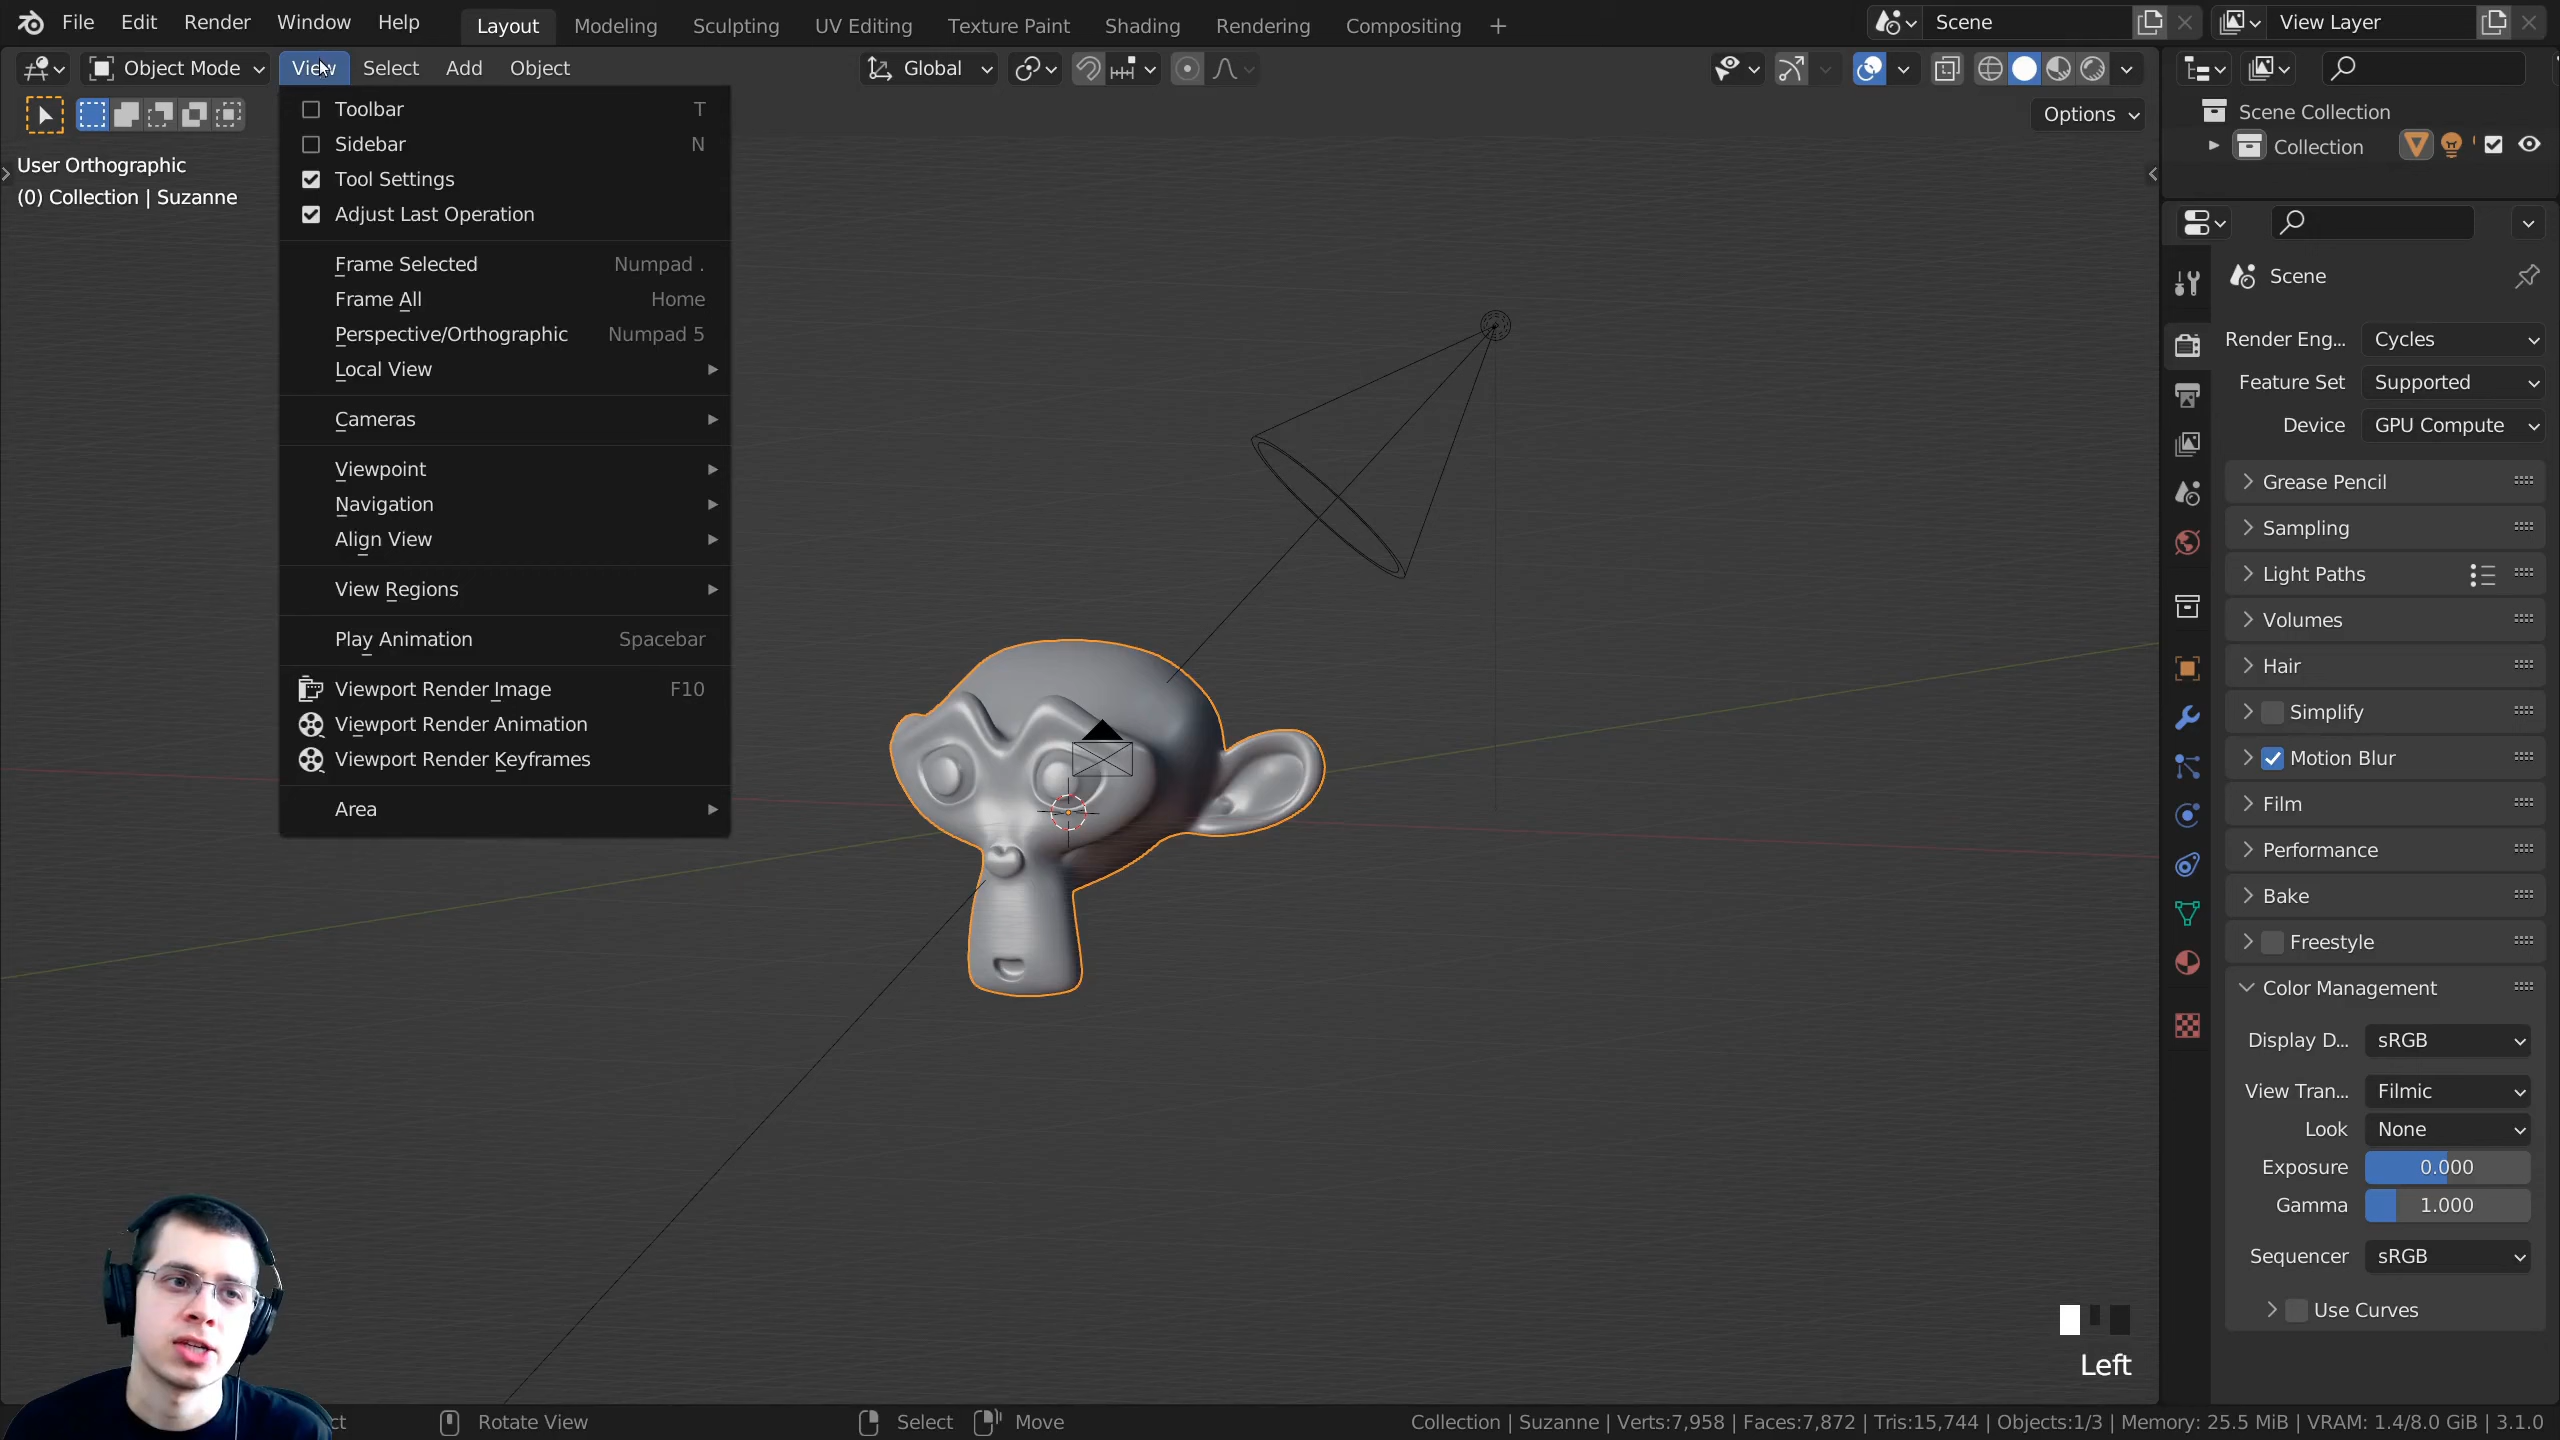 File Edit Render Window Help
Layout Modeling Sculpting UV Editing Texture Paint Shading Rendering Compositing +
Scene
View Layer
Object Mode View Select Add Object
Global
Options
User Orthographic
(0) Collection | Suzanne
Toolbar T
Sidebar N
Tool Settings
Adjust Last Operation
Frame Selected Numpad .
Frame All Home
Perspective/Orthographic Numpad 5
Local View
Cameras
Viewpoint
Navigation
Align View
View Regions
Play Animation Spacebar
Viewport Render Image F10
Viewport Render Animation
Viewport Render Keyframes
Area
Scene Collection
Collection
Scene
Render Eng... Cycles
Feature Set Supported
Device GPU Compute
Grease Pencil
Sampling
Light Paths
Volumes
Hair
Simplify
Motion Blur
Film
Performance
Bake
Freestyle
Color Management
Display D... sRGB
View Tran... Filmic
Look None
Exposure 0.000
Gamma 1.000
Sequencer sRGB
Use Curves
Left
ct Rotate View Select Move
Collection | Suzanne | Verts:7,958 | Faces:7,872 | Tris:15,744 | Objects:1/3 | Memory: 25.5 MiB | VRAM: 1.4/8.0 GiB | 3.1.0